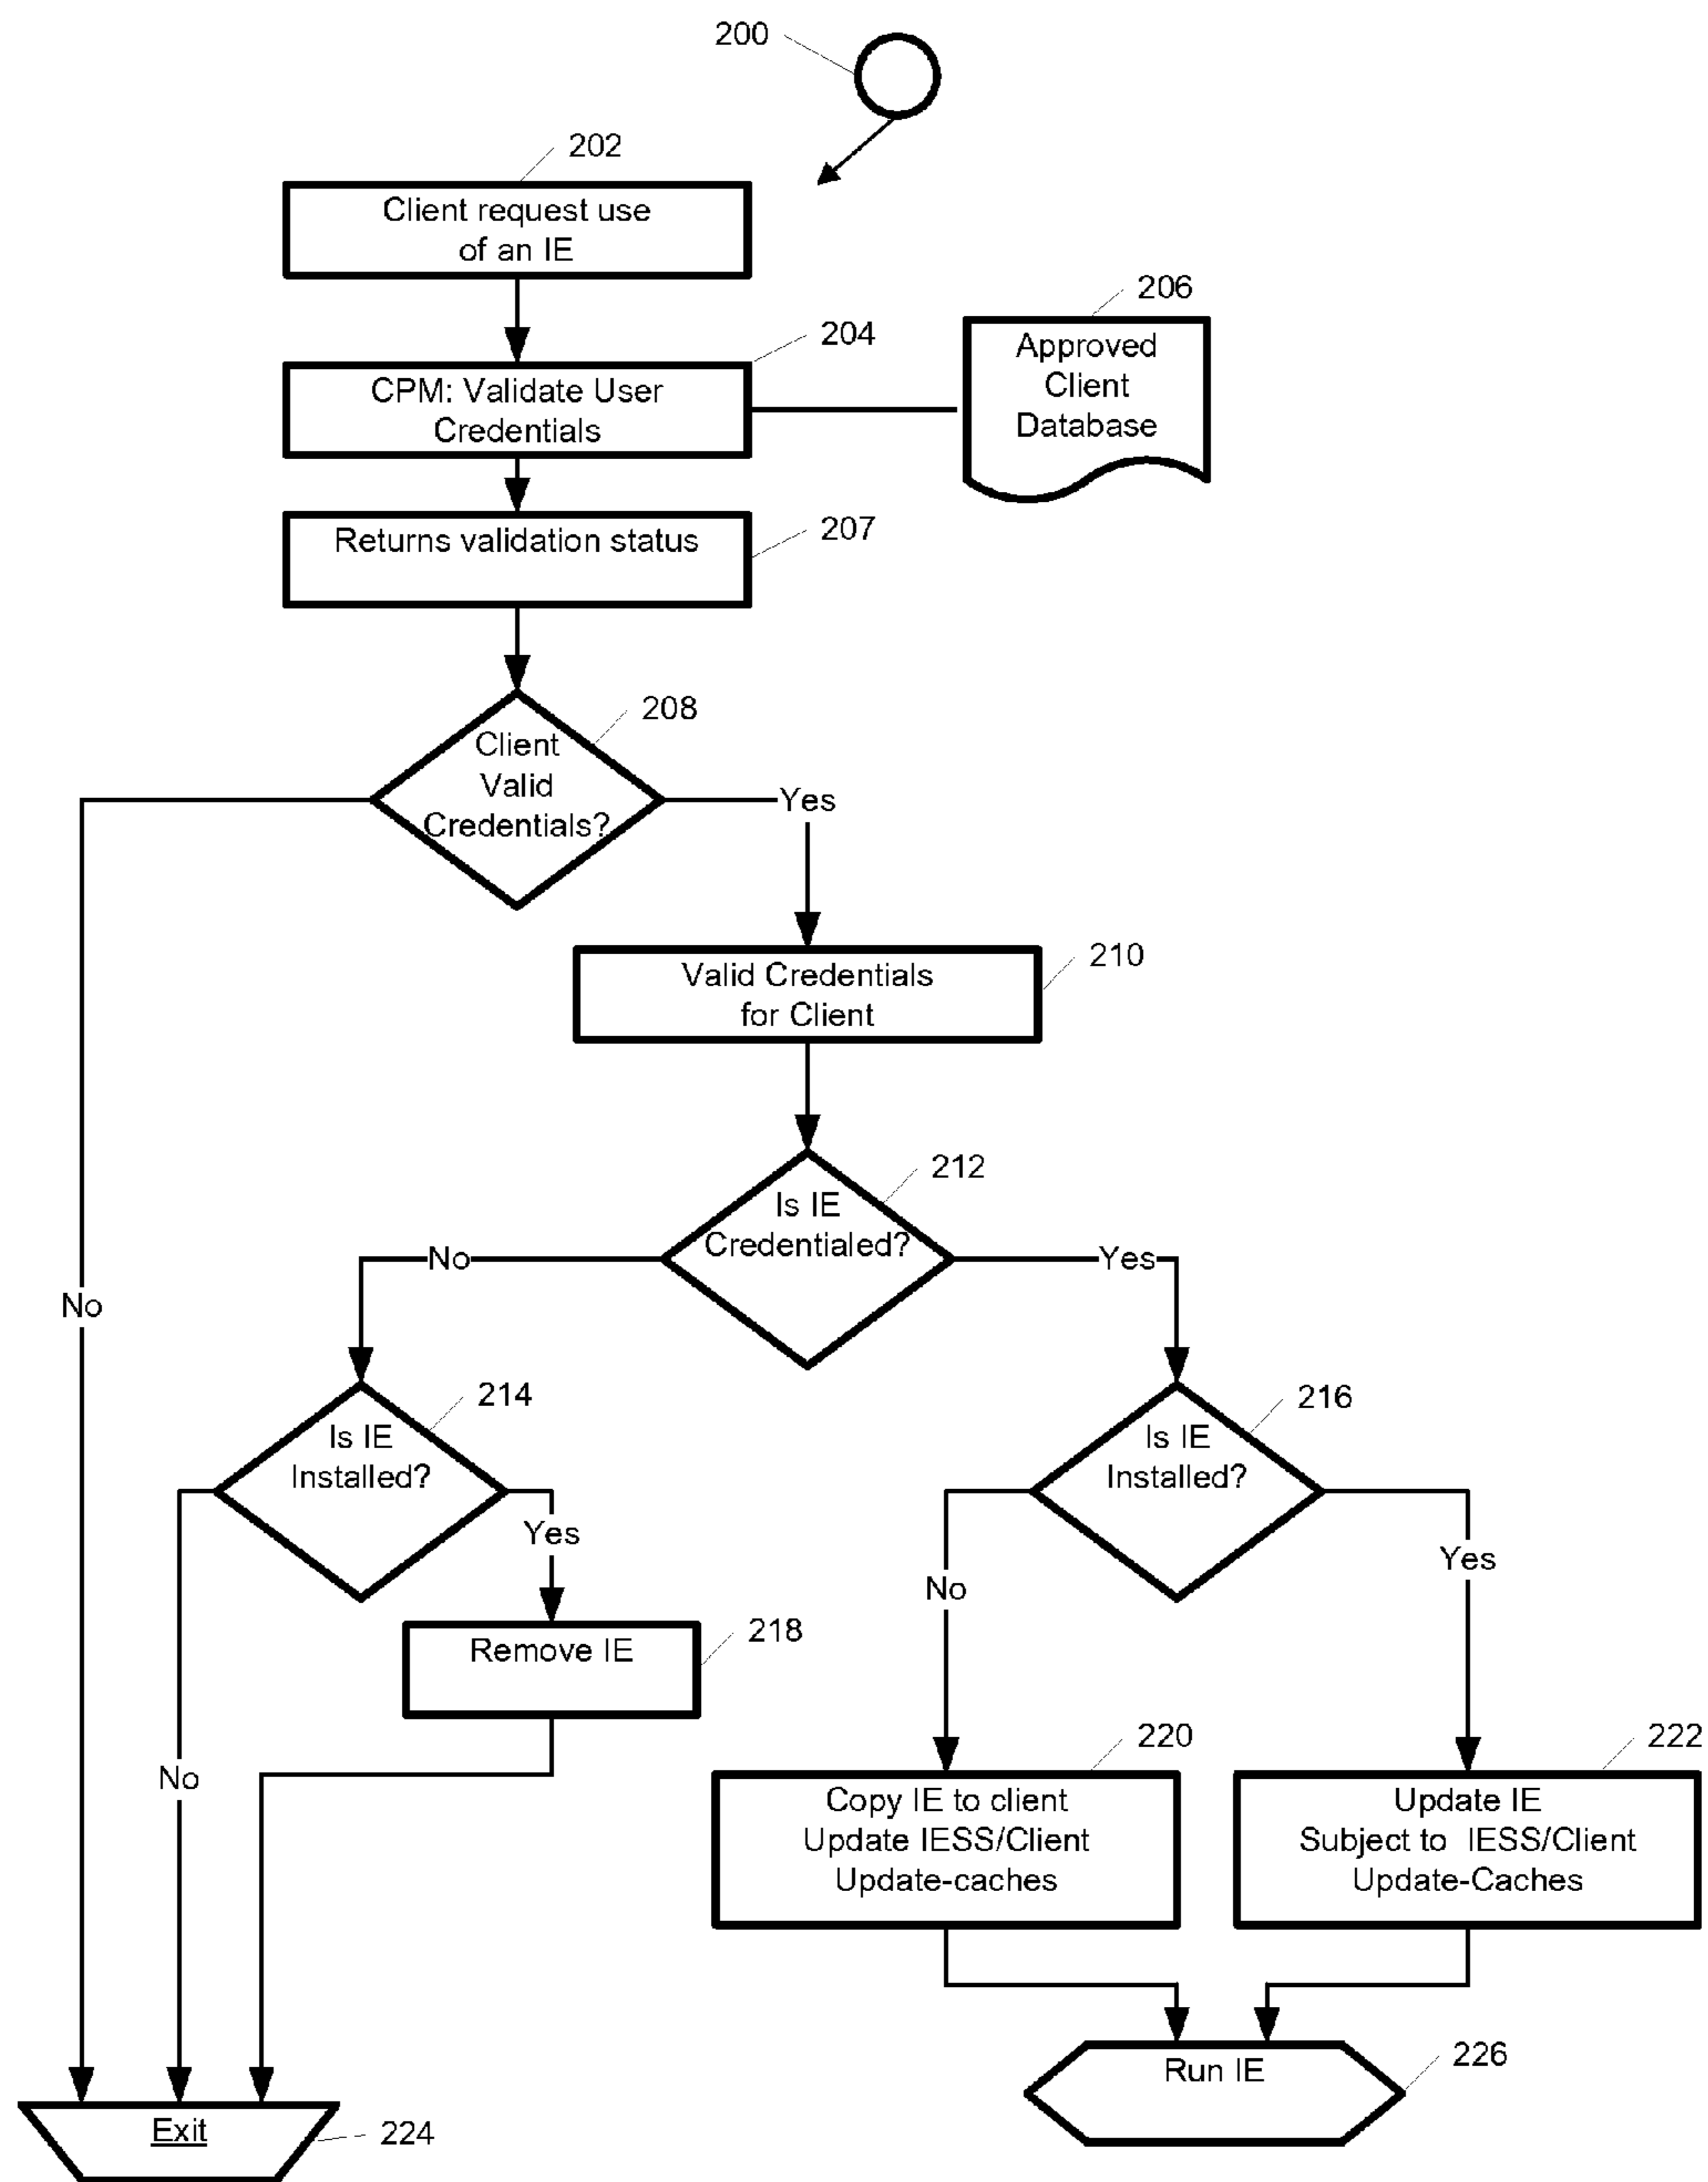 200
202
Client request use
of an IE
206
Approved
Client
Database
204
CPM: Validate User
Credentials
Returns validation status
207
208
Client
Valid
Credentials?
Yes
210
Valid Credentials
for Client
212
Is IE
Credentialed?
No
Yes
No
214
Is IE
Installed?
216
Is IE
Installed?
Yes
Yes
No
218
Remove IE
No
220
222
Copy IE to client
Update IESS/Client
Update-caches
Update IE
Subject to IESS/Client
Update-Caches
Run IE
226
Exit
224